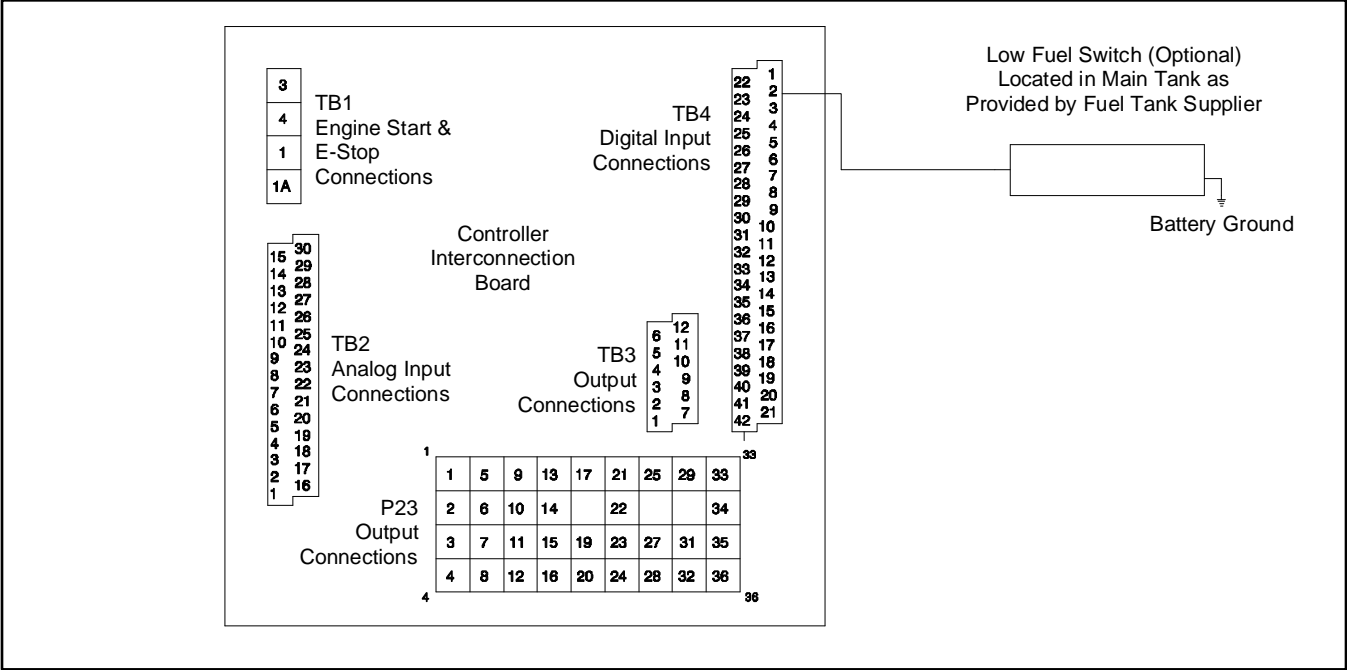 Low Fuel Switch (Optional)
Located in Main Tank as
Provided by Fuel Tank Supplier
Battery Ground
3
4
1
1A
TB1
Engine Start &
E-Stop
Connections
TB4
Digital Input
Connections
22 1
23 2
24 3
25 4
26 5
27 6
28 7
29 8
30 9
31 10
32 11
33 12
34 13
35 14
36 15
37 16
38 17
39 18
40 19
41 20
42 21
Controller
Interconnection
Board
15 30
14 29
13 28
12 27
11 26
10 25
9 24
8 23
7 22
6 21
5 20
4 19
3 18
2 17
1 16
TB2
Analog Input
Connections
TB3
Output
Connections
6 12
5 11
4 10
3 9
2 8
1 7
P23
Output
Connections
1 33
1 5 9 13 17 21 25 29 33
2 6 10 14 22 34
3 7 11 15 19 23 27 31 35
4 8 12 16 20 24 28 32 36
4 36